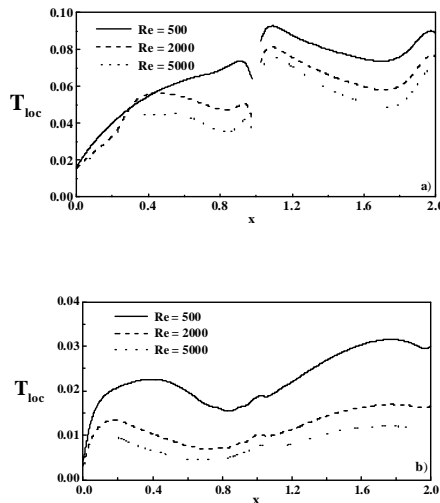 0.10
Re = 500
0.08
Re = 2000
Re = 5000
0.06
T loc
0.04
0.02
a)
0.00
0.0 0.4 0.8 1.2 1.6 2.0
x
0.04
Re = 500
Re = 2000
0.03
Re = 5000
T loc
0.02
0.01
b)
0.00
0.0 0.4 0.8 1.2 1.6 2.0
x